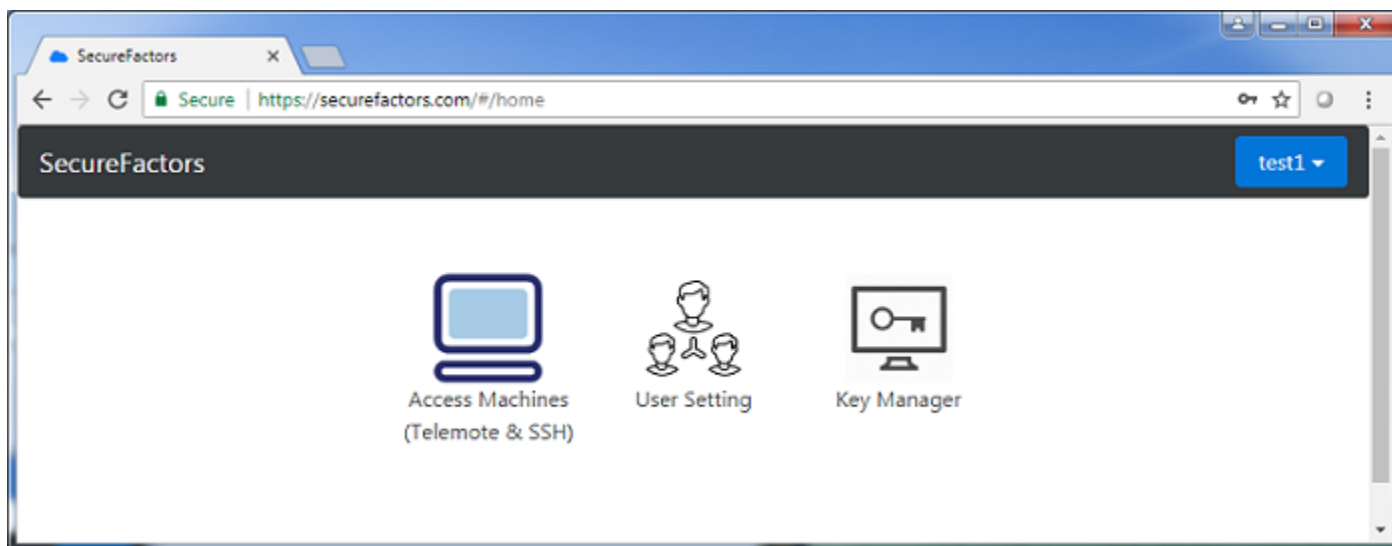 SecureFactors
Secure | https://securefactors.com/#/home
SecureFactors
test1
Access Machines
(Telemote & SSH)
User Setting
Key Manager